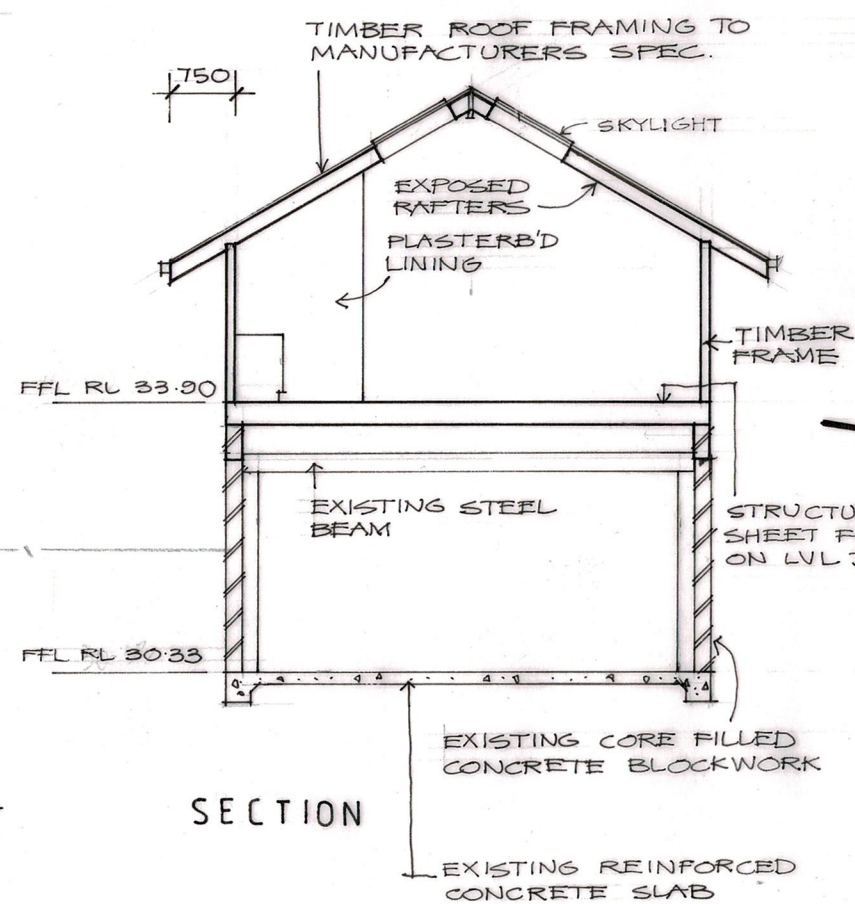 TIMBER ROOF FRAMING TO
MANUFACTURERS SPEC.
750
SKYLIGHT
EXPOSED
RAFTERS
PLASTERB'D
LINING
TIMBER
FRAME
FFL RL 33.90
EXISTING STEEL
BEAM
SHEET
ON LVL
FFL RL 30.33
EXISTING CORE FILLED
CONCRETE BLOCKWORK
SECTION
EXISTING REINFORCED
CONCRETE SLAB